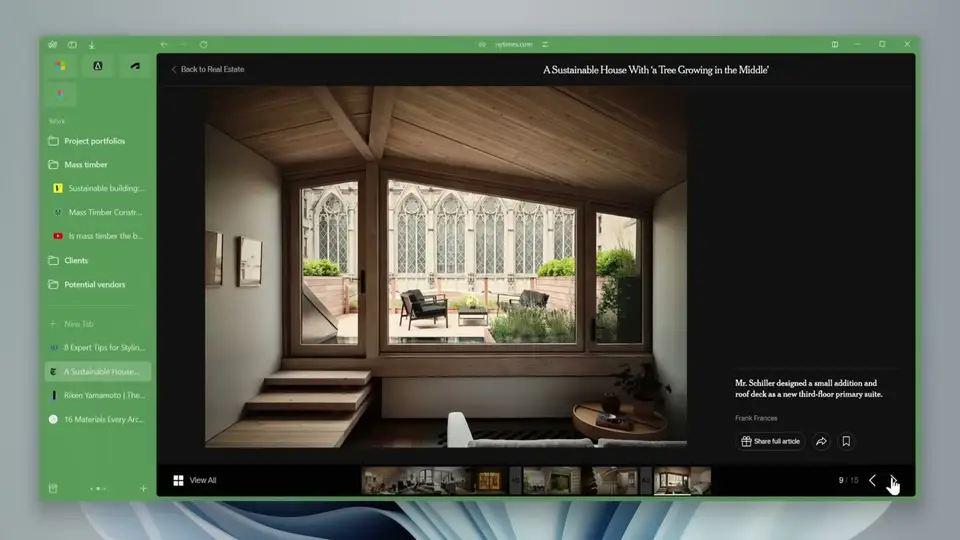 nytimes.com
Back to Real Estate
A Sustainable House With ‘a Tree Growing in the Middle’
Work
Project portfolios
Mass timber
Sustainable building:...
Mass Timber Constr...
Is mass timber the b...
Clients
Potential vendors
New Tab
8 Expert Tips for Stylin...
A Sustainable House...
Riken Yamamoto | The...
16 Materials Every Arc...
Mr. Schiller designed a small addition and
roof deck as a new third-floor primary suite.
Frank Frances
Share full article
View All
9 / 15